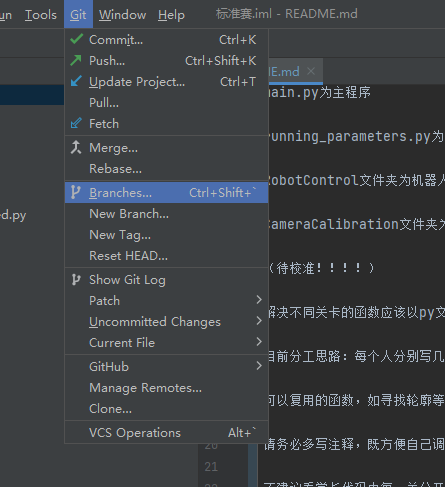 un Tools Git Window Help 标准赛.iml - README.md
Commit... Ctrl+K
Push... Ctrl+Shift+K
Update Project... Ctrl+T
Pull...
Fetch
Merge...
Rebase...
Branches... Ctrl+Shift+`
New Branch...
New Tag...
Reset HEAD...
Show Git Log
Patch
Uncommitted Changes
Current File
GitHub
Manage Remotes...
Clone...
VCS Operations Alt+`
ed.py
ME.md
main.py为主程序
running_parameters.py为
RobotControl文件夹为机器人
CameraCalibration文件夹为
（待校准！！！！）
解决不同关卡的函数应该以py文
目前分工思路：每个人分别写几
可以复用的函数，如寻找轮廓等
20 请务必多写注释，既方便自己调
21